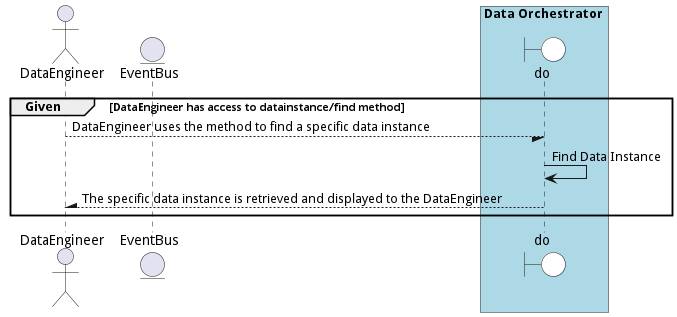 Data Orchestrator
DataEngineer
EventBus
do
Given
[DataEngineer has access to datainstance/find method]
DataEngineer uses the method to find a specific data instance
Find Data Instance
The specific data instance is retrieved and displayed to the DataEngineer
DataEngineer
EventBus
do